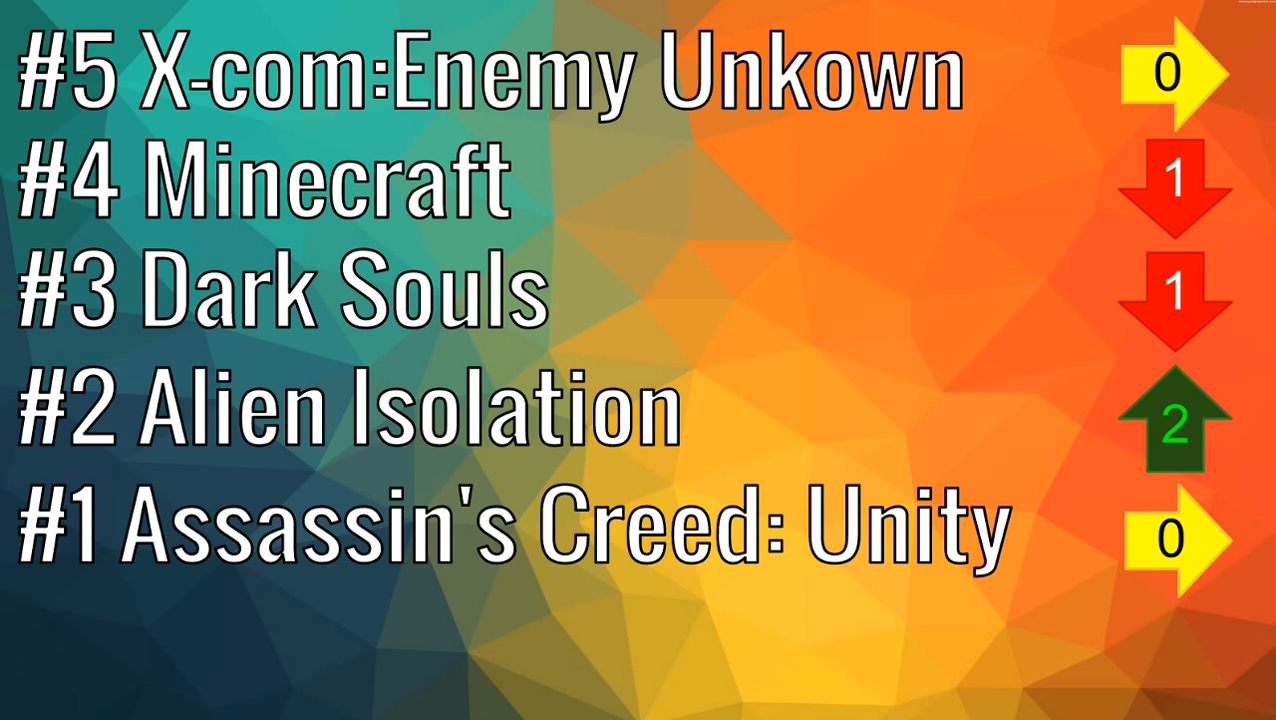 #5 X-com:Enemy Unkown 0
#4 Minecraft 1
#3 Dark Souls 1
#2 Alien Isolation 2
#1 Assassin's Creed: Unity 0